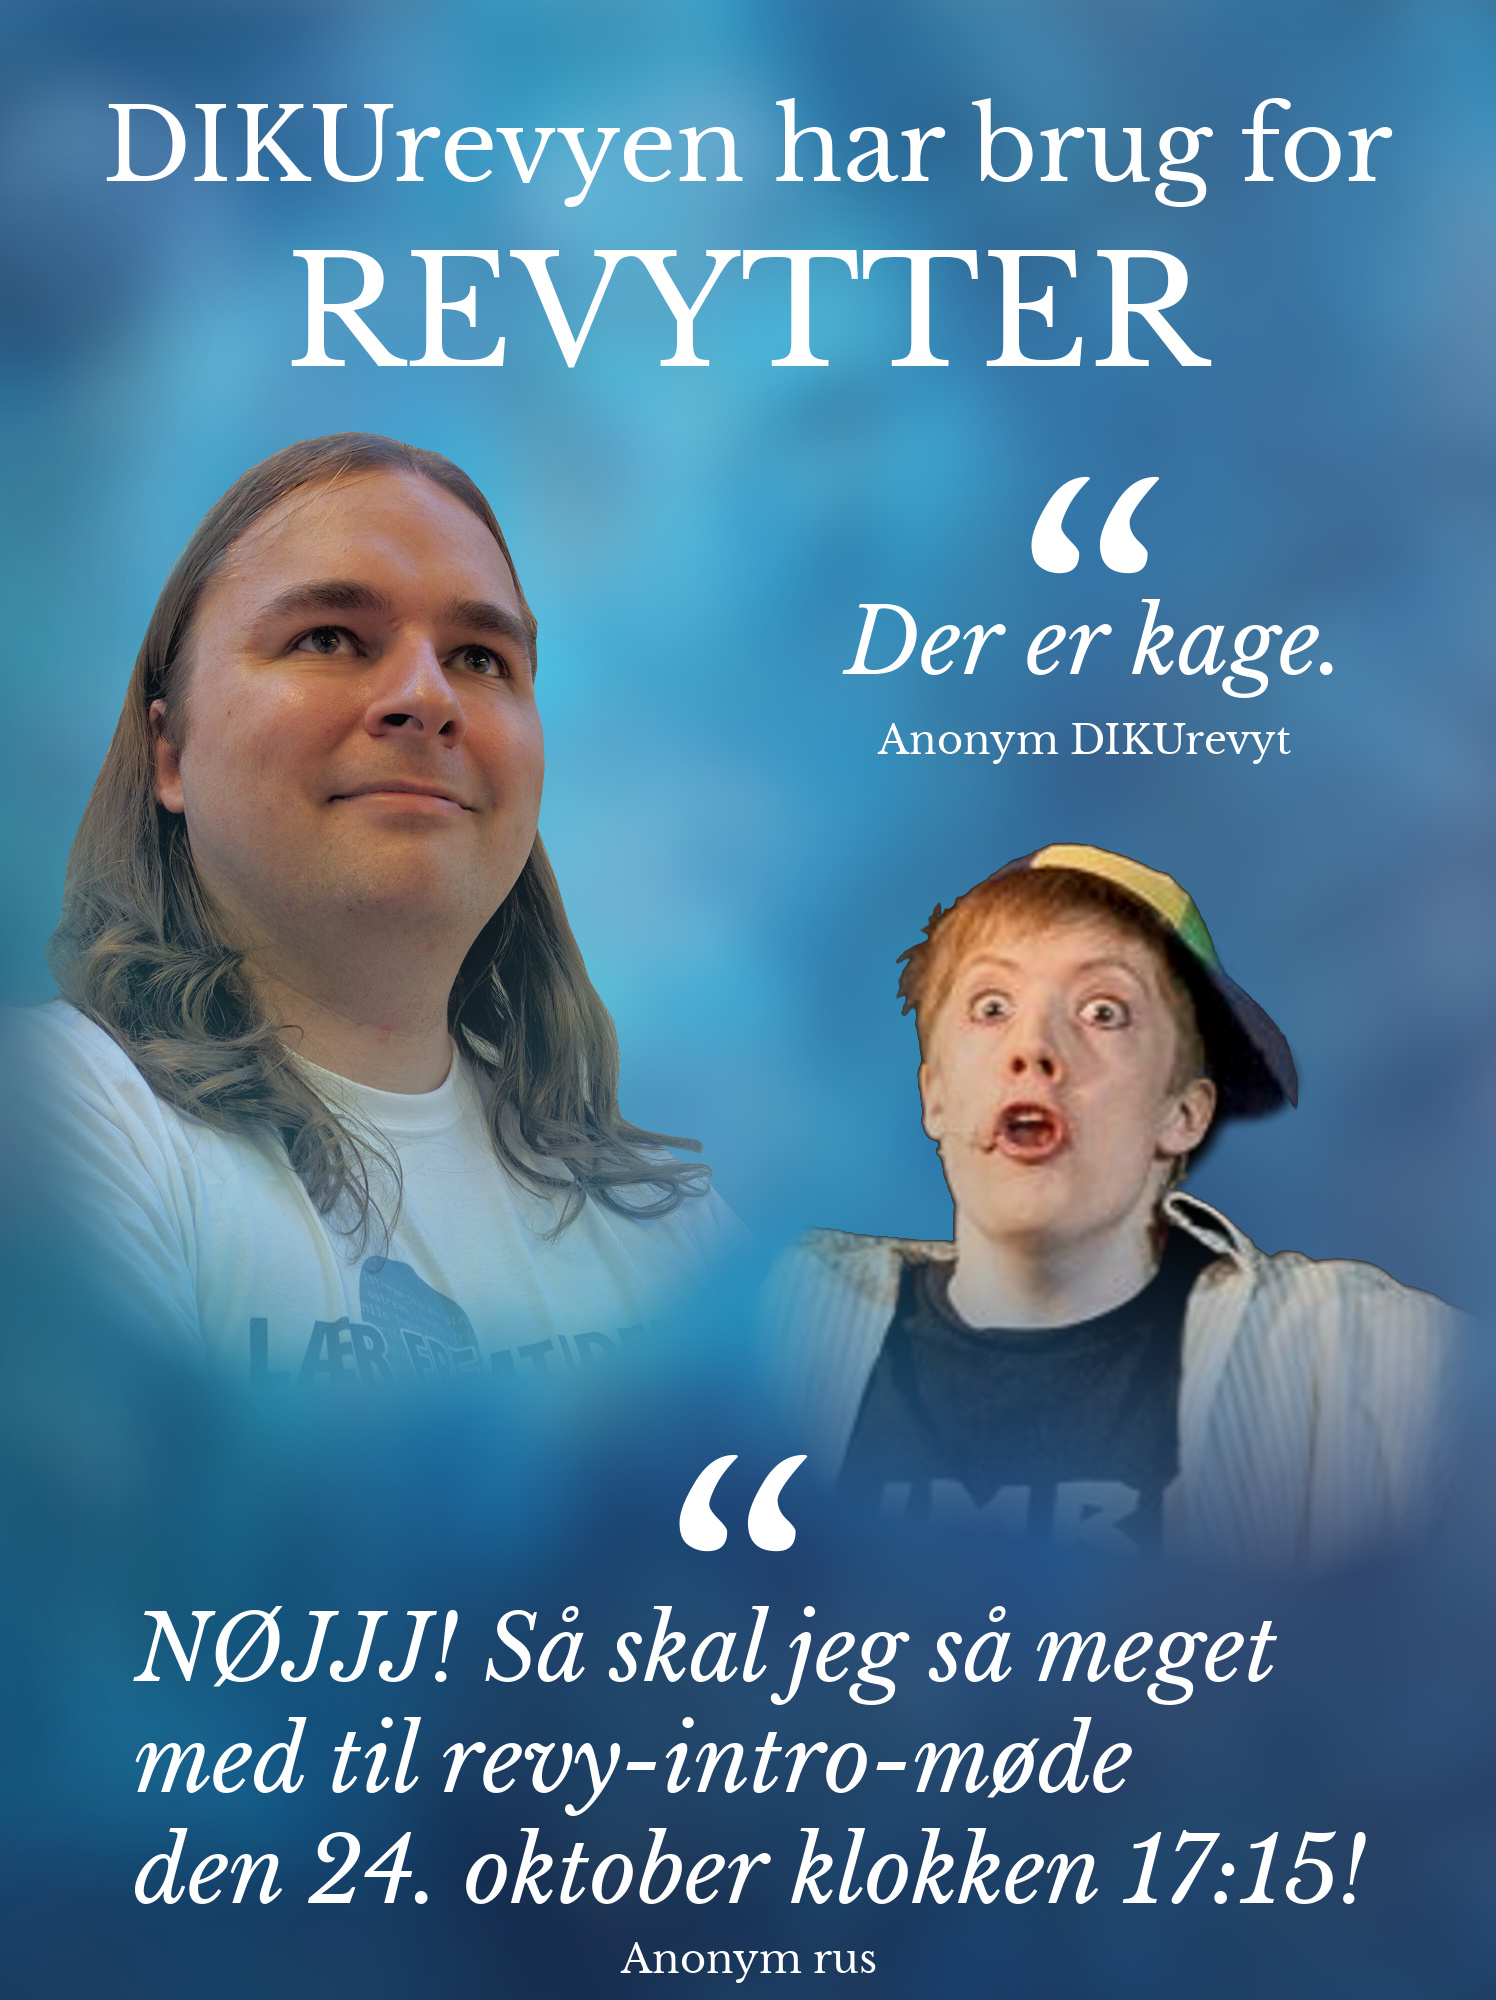 DIKUrevyen har brug for
REVYTTER
“
Der er kage.
Anonym DIKUrevyt
LÆR
“
NØJJJ! Så skal jeg så meget
med til revy-intro-møde
den 24. oktober klokken 17:15!
Anonym rus